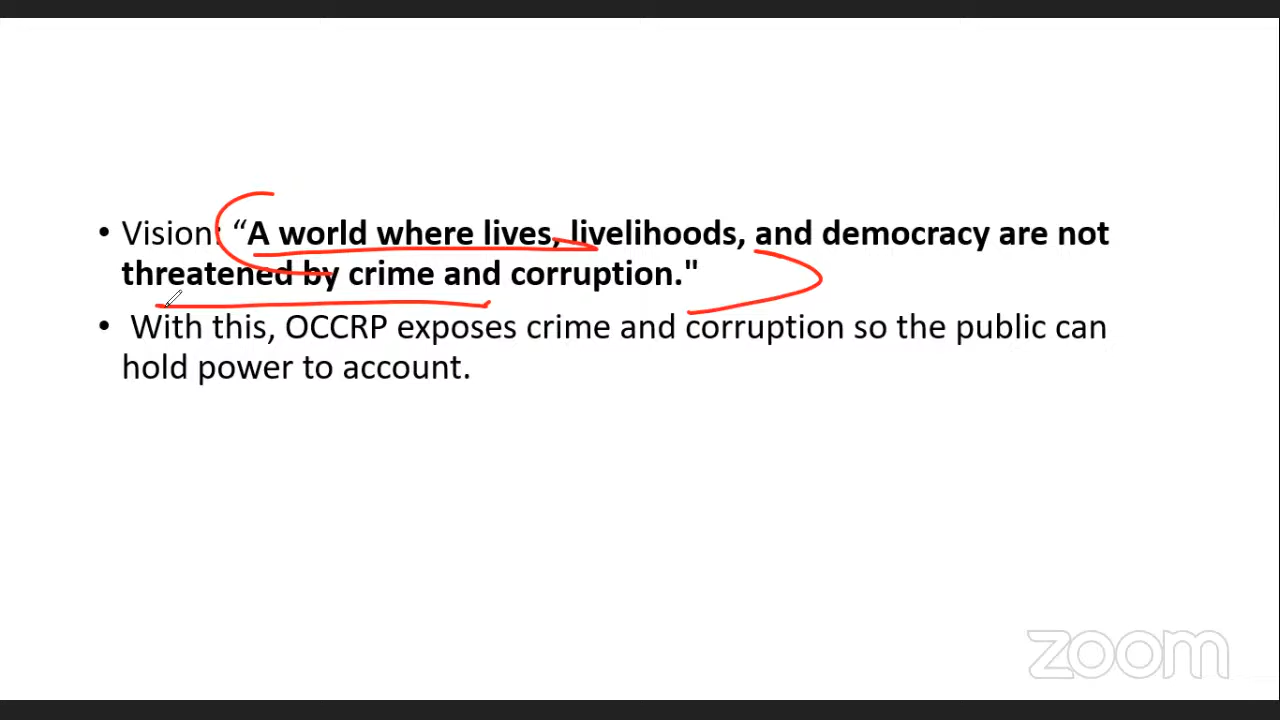 • Vision: “A world where lives, livelihoods, and democracy are not
threatened by crime and corruption."
• With this, OCCRP exposes crime and corruption so the public can
hold power to account.
zoom